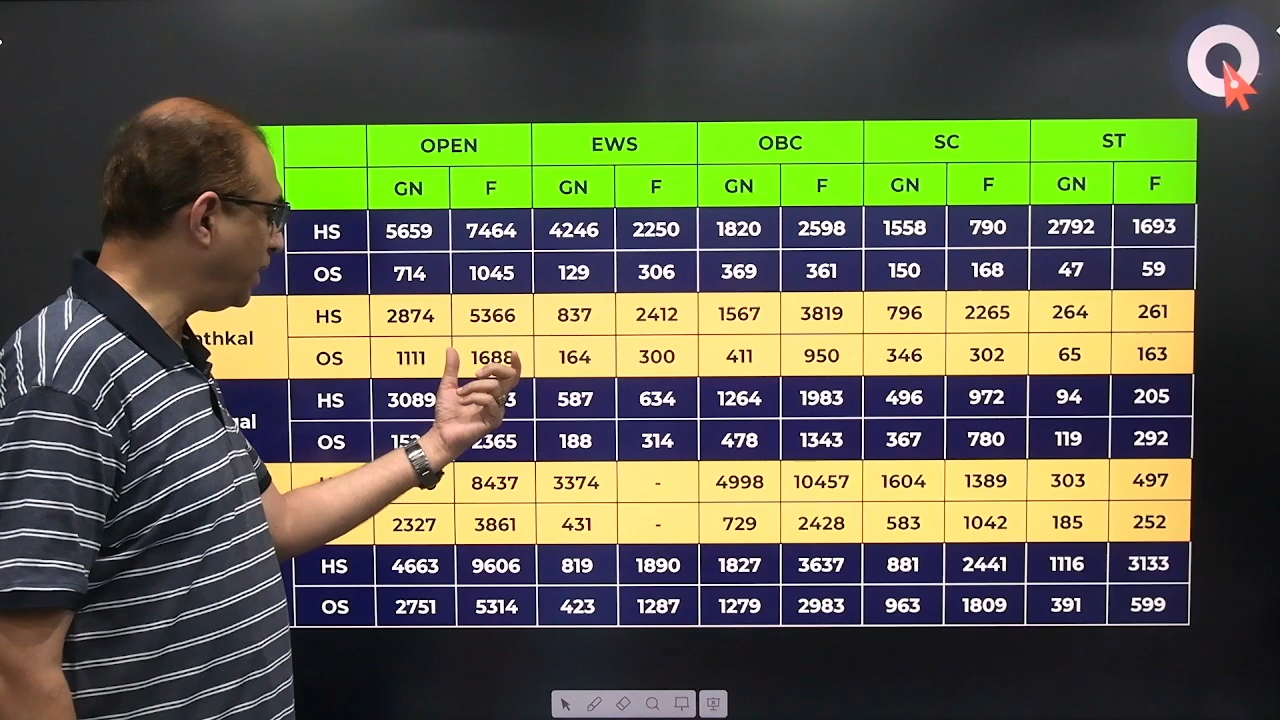 OPEN EWS OBC SC ST
GN F GN F GN F GN F GN F
HS 5659 7464 4246 2250 1820 2598 1558 790 2792 1693
OS 714 1045 129 306 369 361 150 168 47 59
HS 2874 5366 837 2412 1567 3819 796 2265 264 261
OS 1111 1688 164 300 411 950 346 302 65 163
HS 3089 587 634 1264 1983 496 972 94 205
OS 188 314 478 1343 367 780 119 292
8437 3374 - 4998 10457 1604 1389 303 497
2327 3861 431 - 729 2428 583 1042 185 252
HS 4663 9606 819 1890 1827 3637 881 2441 1116 3133
OS 2751 5314 423 1287 1279 2983 963 1809 391 599